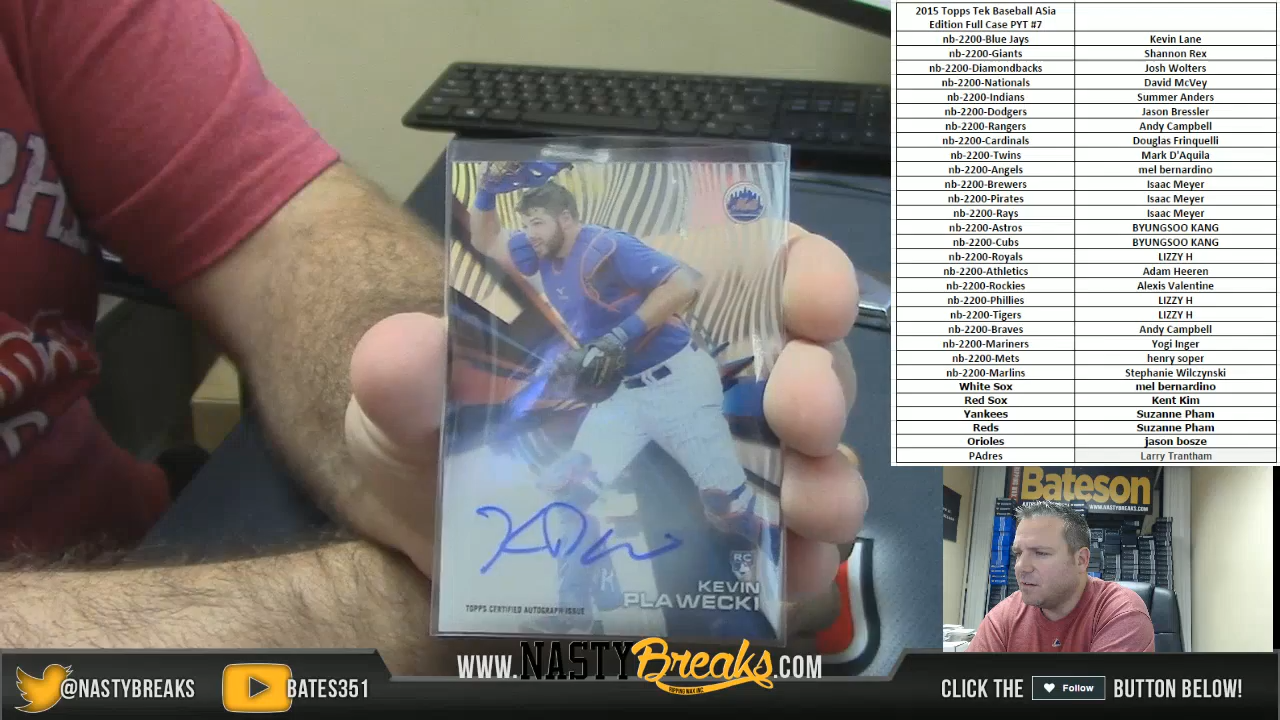 2015 Topps Tek Baseball ASia
Edition Full Case PYT #7
nb-2200-Blue Jays Kevin Lane
nb-2200-Giants Shannon Rex
nb-2200-Diamondbacks Josh Wolters
nb-2200-Nationals David McVey
nb-2200-Indians Summer Anders
nb-2200-Dodgers Jason Bressler
nb-2200-Rangers Andy Campbell
nb-2200-Cardinals Douglas Frinquelli
nb-2200-Twins Mark D'Aquila
nb-2200-Angels mel bernardino
nb-2200-Brewers Isaac Meyer
nb-2200-Pirates Isaac Meyer
nb-2200-Rays Isaac Meyer
nb-2200-Astros BYUNGSOO KANG
nb-2200-Cubs BYUNGSOO KANG
nb-2200-Royals LIZZY H
nb-2200-Athletics Adam Heeren
nb-2200-Rockies Alexis Valentine
nb-2200-Phillies LIZZY H
nb-2200-Tigers LIZZY H
nb-2200-Braves Andy Campbell
nb-2200-Mariners Yogi Inger
nb-2200-Mets henry soper
nb-2200-Marlins Stephanie Wilczynski
White Sox mel bernardino
Red Sox Kent Kim
Yankees Suzanne Pham
Reds Suzanne Pham
Orioles jason bosze
PAdres Larry Trantham
Mets
RC
KEVIN
PLAWECKI
TOPPS CERTIFIED AUTOGRAPH ISSUE
Bateson
WWW.NASTYBREAKS.COM
@NASTYBREAKS
BATES351
WWW.NASTYBreaks.COM
RIPPING WAX INC
CLICK THE Follow BUTTON BELOW!